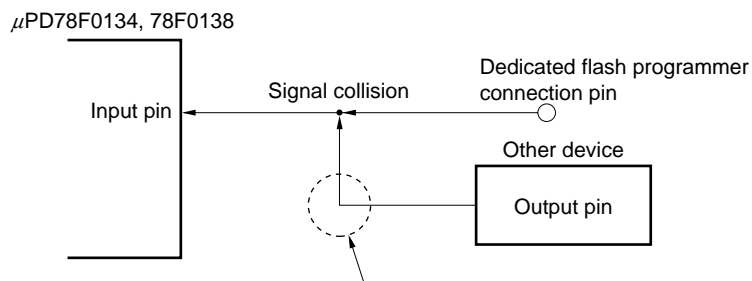 μPD78F0134, 78F0138
Dedicated flash programmer
connection pin
Signal collision
Input pin
Other device
Output pin